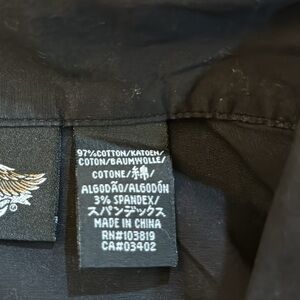 97%COTTON/KATOEN/
COTON/BAUMWOLLE/
COTONE/綿/
ALGODÃO/ALGODÓN
3% SPANDEX/
スパンデックス
MADE IN CHINA
RN#103819
CA#03402